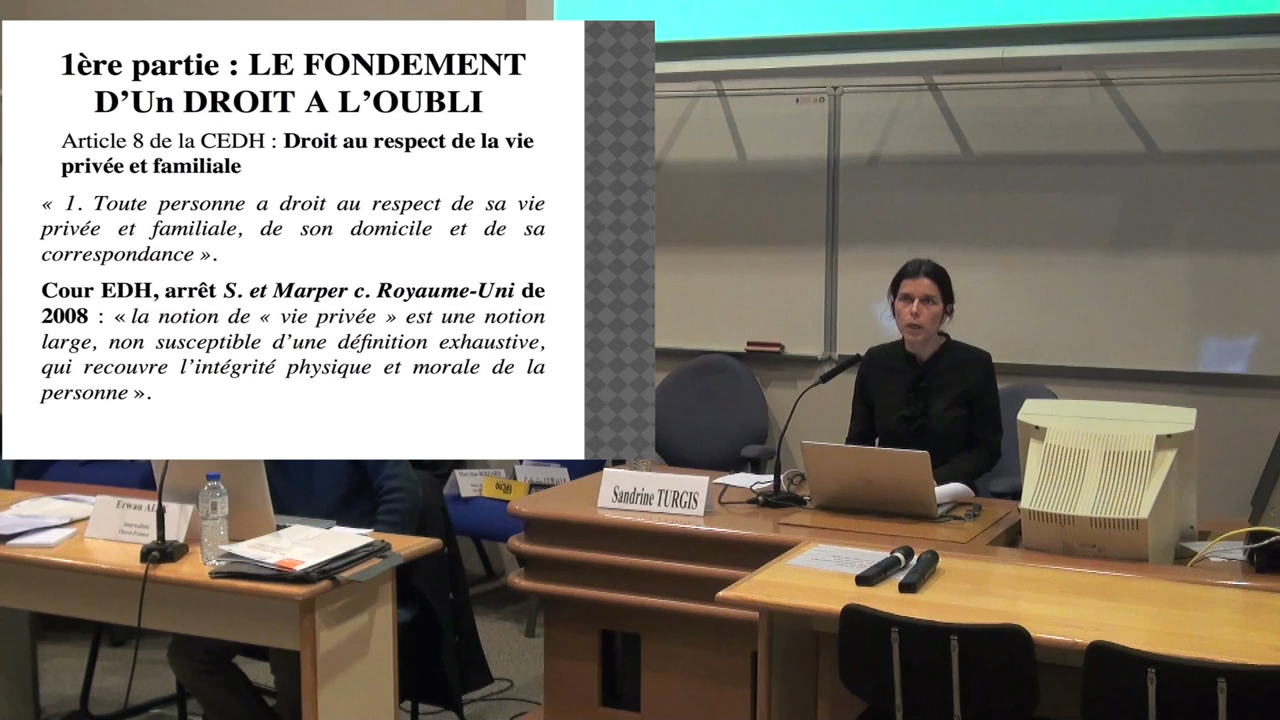 1ère partie : LE FONDEMENT
D’Un DROIT A L’OUBLI
Article 8 de la CEDH : Droit au respect de la vie
privée et familiale
« 1. Toute personne a droit au respect de sa vie
privée et familiale, de son domicile et de sa
correspondance ».
Cour EDH, arrêt S. et Marper c. Royaume-Uni de
2008 : « la notion de « vie privée » est une notion
large, non susceptible d’une définition exhaustive,
qui recouvre l’intégrité physique et morale de la
personne ».
Sandrine TURGIS
Erwan
Journaliste
Ouest-France